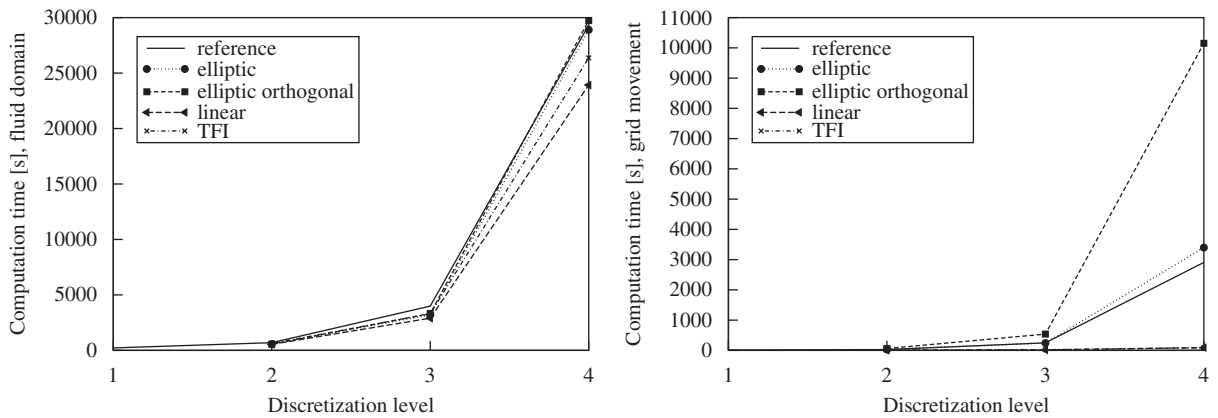 Computation time [s], fluid domain
30000
25000
20000
15000
10000
5000
0
reference
elliptic
elliptic orthogonal
linear
TFI
1 2 3 4
Discretization level
Computation time [s], grid movement
11000
10000
9000
8000
7000
6000
5000
4000
3000
2000
1000
0
reference
elliptic
elliptic orthogonal
linear
TFI
1 2 3 4
Discretization level